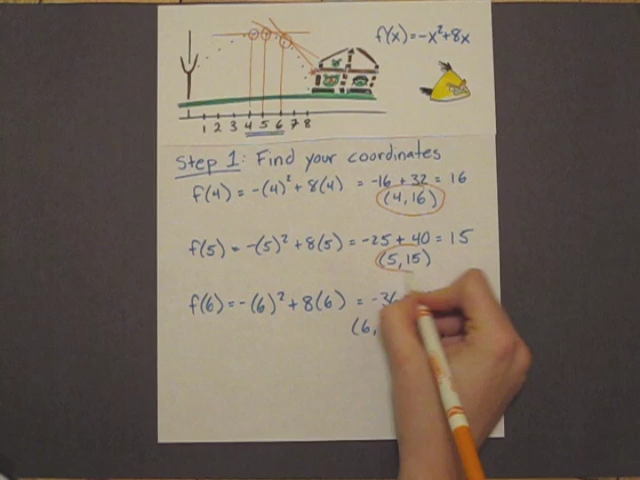 f(x)=-x²+8x
1 2 3 4 5 6 7 8
Step 1: Find your coordinates
f(4) = -(4)² + 8(4) = -16 + 32 = 16
(4,16)
f(5) = -(5)² + 8(5) = -25 + 40 = 15
(5,15)
f(6) = -(6)² + 8(6) = -36
(6,